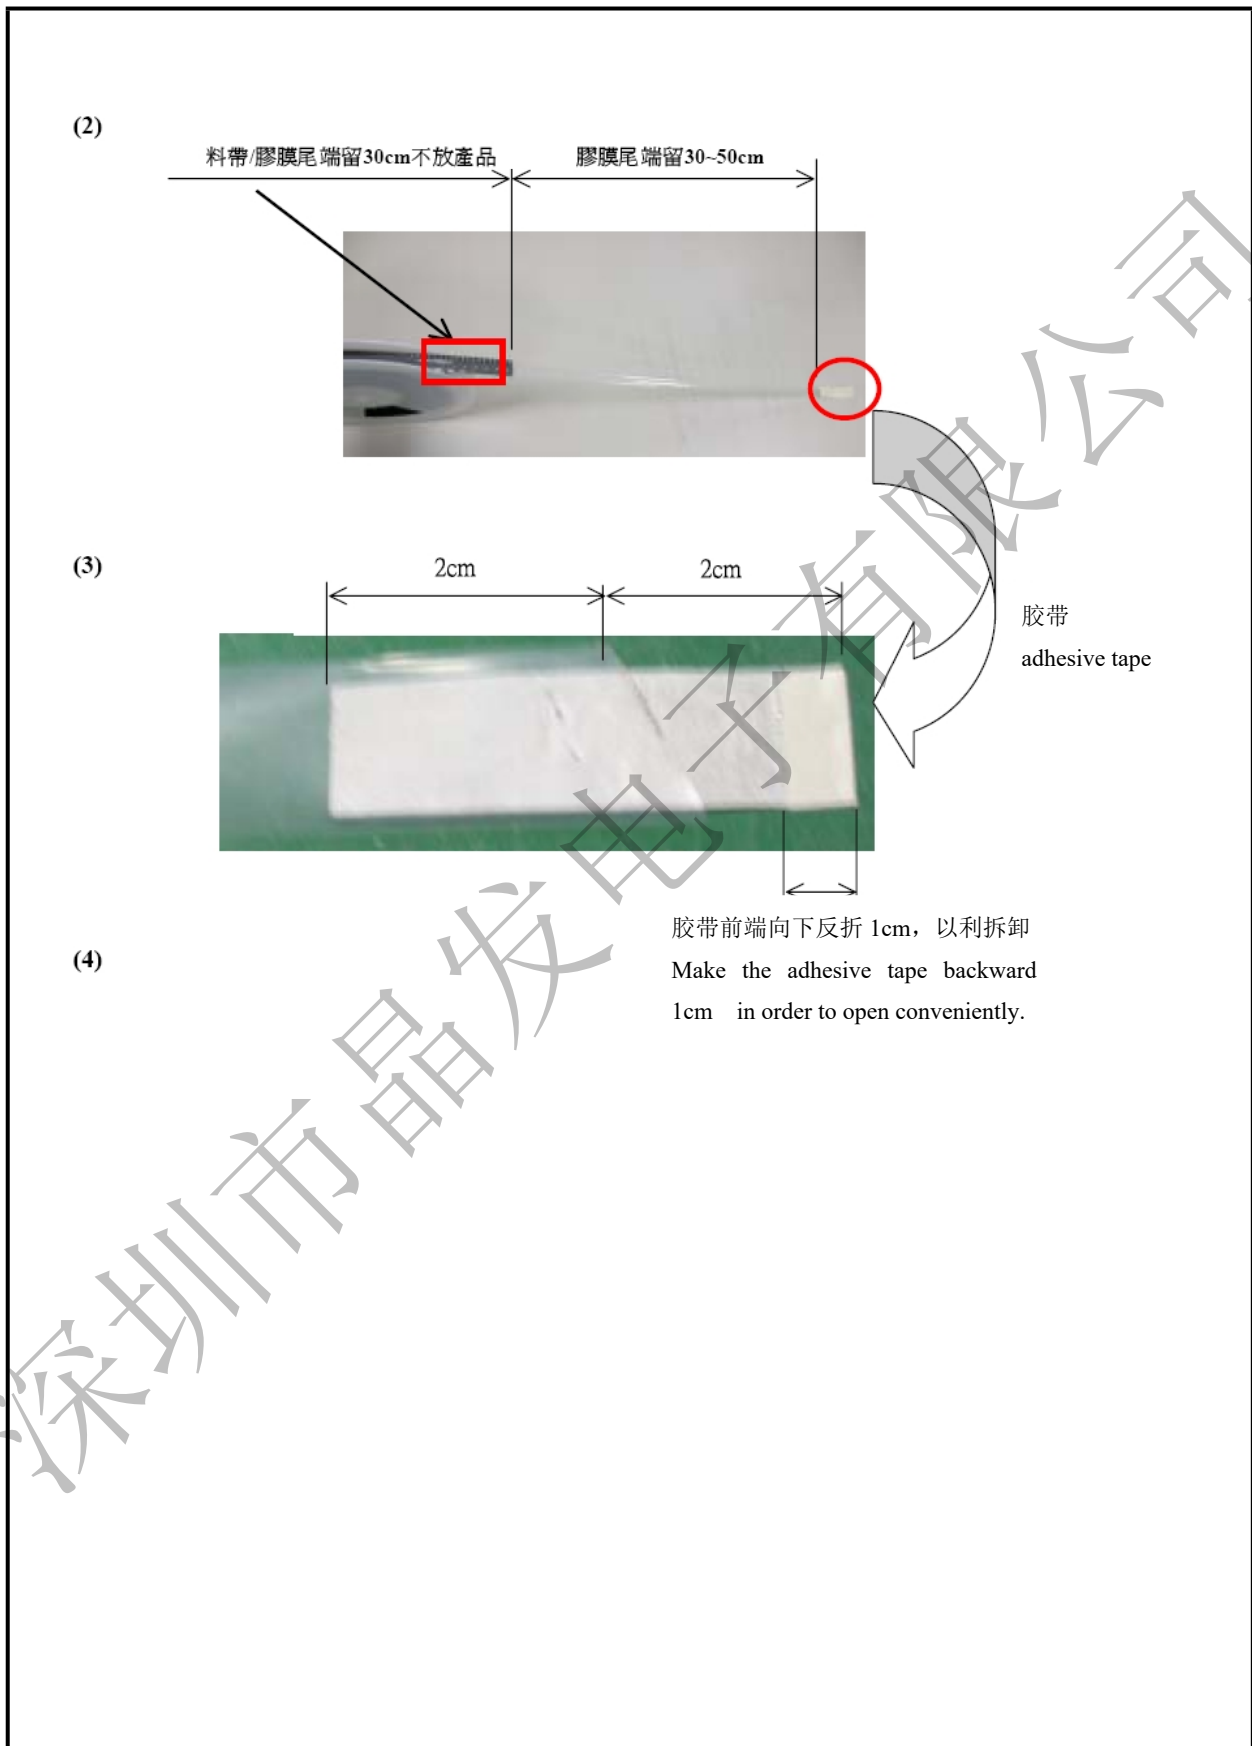 (2)
料帶/膠膜尾端留30cm不放產品
膠膜尾端留30~50cm
(3)
2cm
2cm
胶带
adhesive tape
胶带前端向下反折 1cm，以利拆卸
Make the adhesive tape backward
1cm in order to open conveniently.
(4)
深圳市晶发电子有限公司